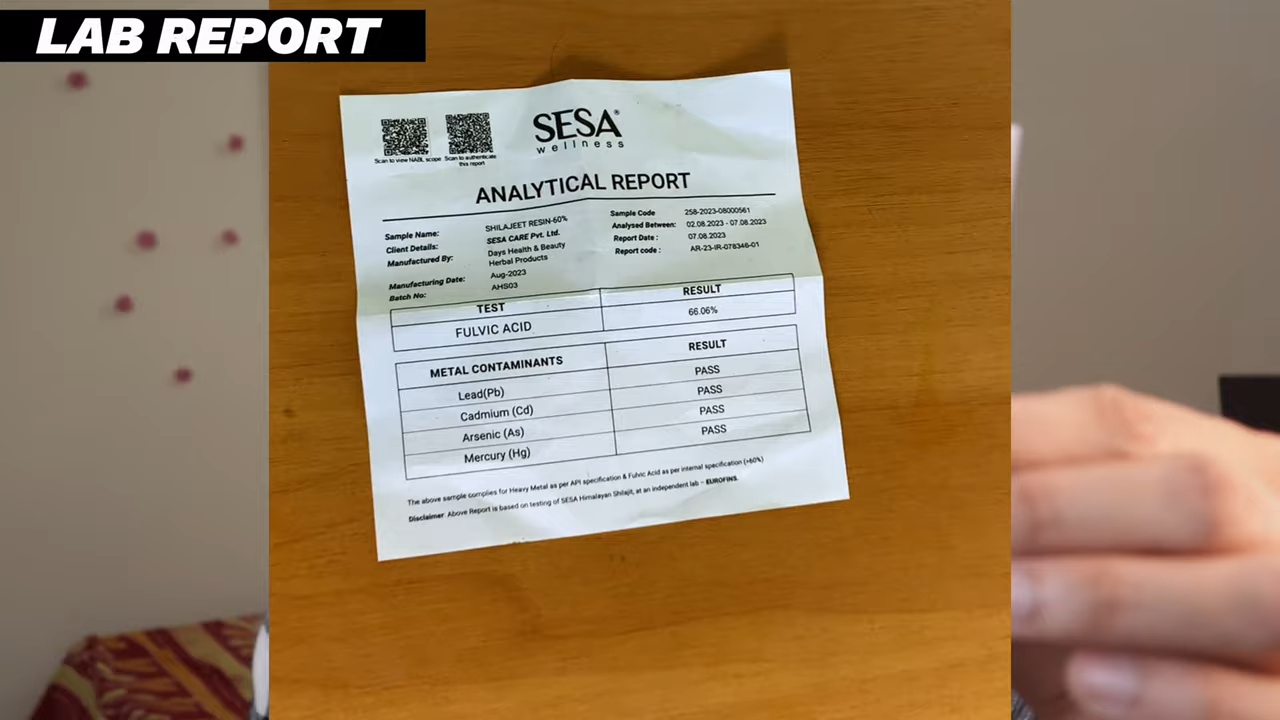 LAB REPORT
Scan to view NABL scope
Scan to authenticate
this report
SESA®
wellness
ANALYTICAL REPORT
Sample Name: SHILAJEET RESIN-60%
Client Details: SESA CARE Pvt. Ltd.
Manufactured By: Days Health & Beauty
Herbal Products
Manufacturing Date: Aug-2023
Batch No: AHS03
Sample Code 258-2023-08000561
Analysed Between: 02.08.2023 - 07.08.2023
Report Date : 07.08.2023
Report code : AR-23-IR-078346-01
TEST RESULT
FULVIC ACID 66.06%
METAL CONTAMINANTS RESULT
Lead(Pb) PASS
Cadmium (Cd) PASS
Arsenic (As) PASS
Mercury (Hg) PASS
The above sample complies for Heavy Metal as per API specification & Fulvic Acid as per internal specification (>60%)
Disclaimer: Above Report is based on testing of SESA Himalayan Shilajit, at an independent lab – EUROFINS.